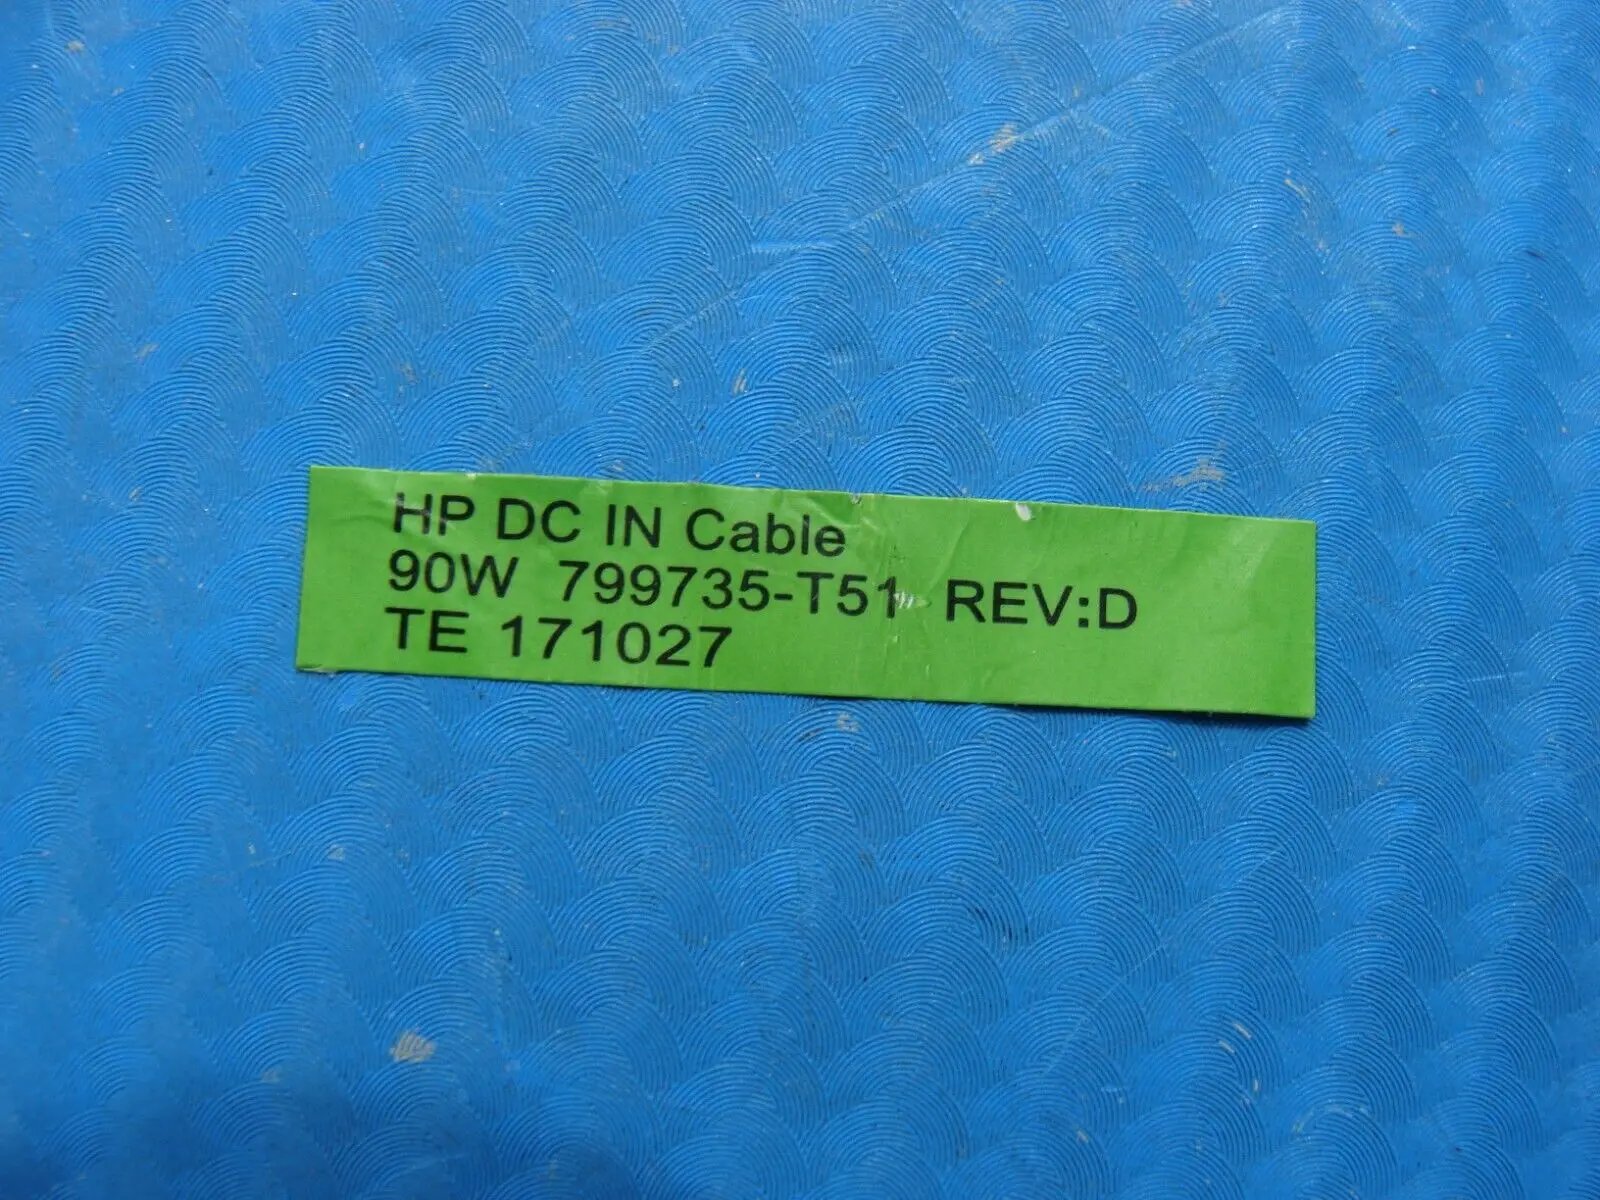 HP DC IN Cable
90W 799735-T51 REV:D
TE 171027